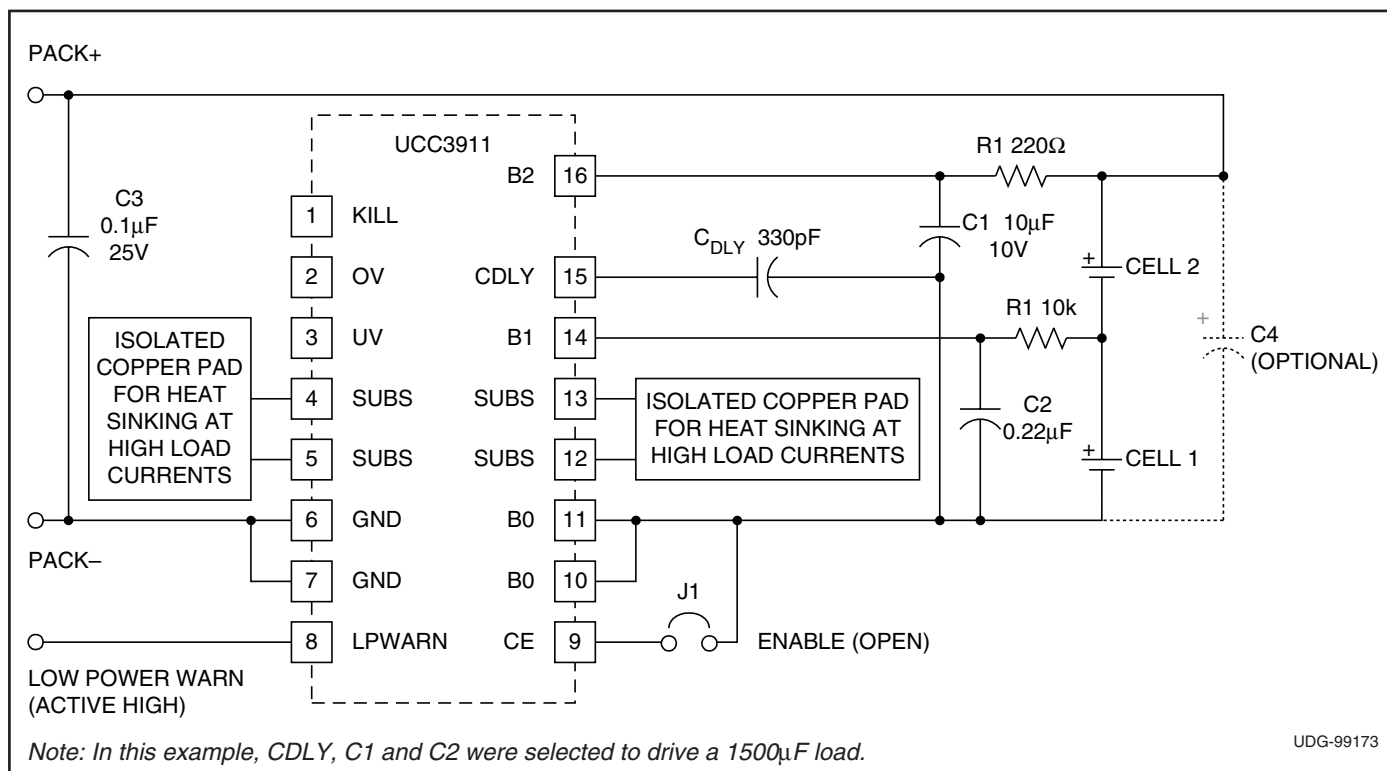 PACK+
UCC3911
C3
0.1μF
25V
1 KILL
2 OV
3 UV
4 SUBS
5 SUBS
6 GND
7 GND
8 LPWARN
B2 16
CDLY 15
B1 14
SUBS 13
SUBS 12
B0 11
B0 10
CE 9
ISOLATED
COPPER PAD
FOR HEAT
SINKING AT
HIGH LOAD
CURRENTS
R1 220Ω
C1 10μF
10V
CDLY 330pF
+
CELL 2
R1 10k
+
C4
(OPTIONAL)
ISOLATED COPPER PAD
FOR HEAT SINKING AT
HIGH LOAD CURRENTS
C2
0.22μF
+
CELL 1
PACK–
J1
ENABLE (OPEN)
LOW POWER WARN
(ACTIVE HIGH)
Note: In this example, CDLY, C1 and C2 were selected to drive a 1500μF load.
UDG-99173